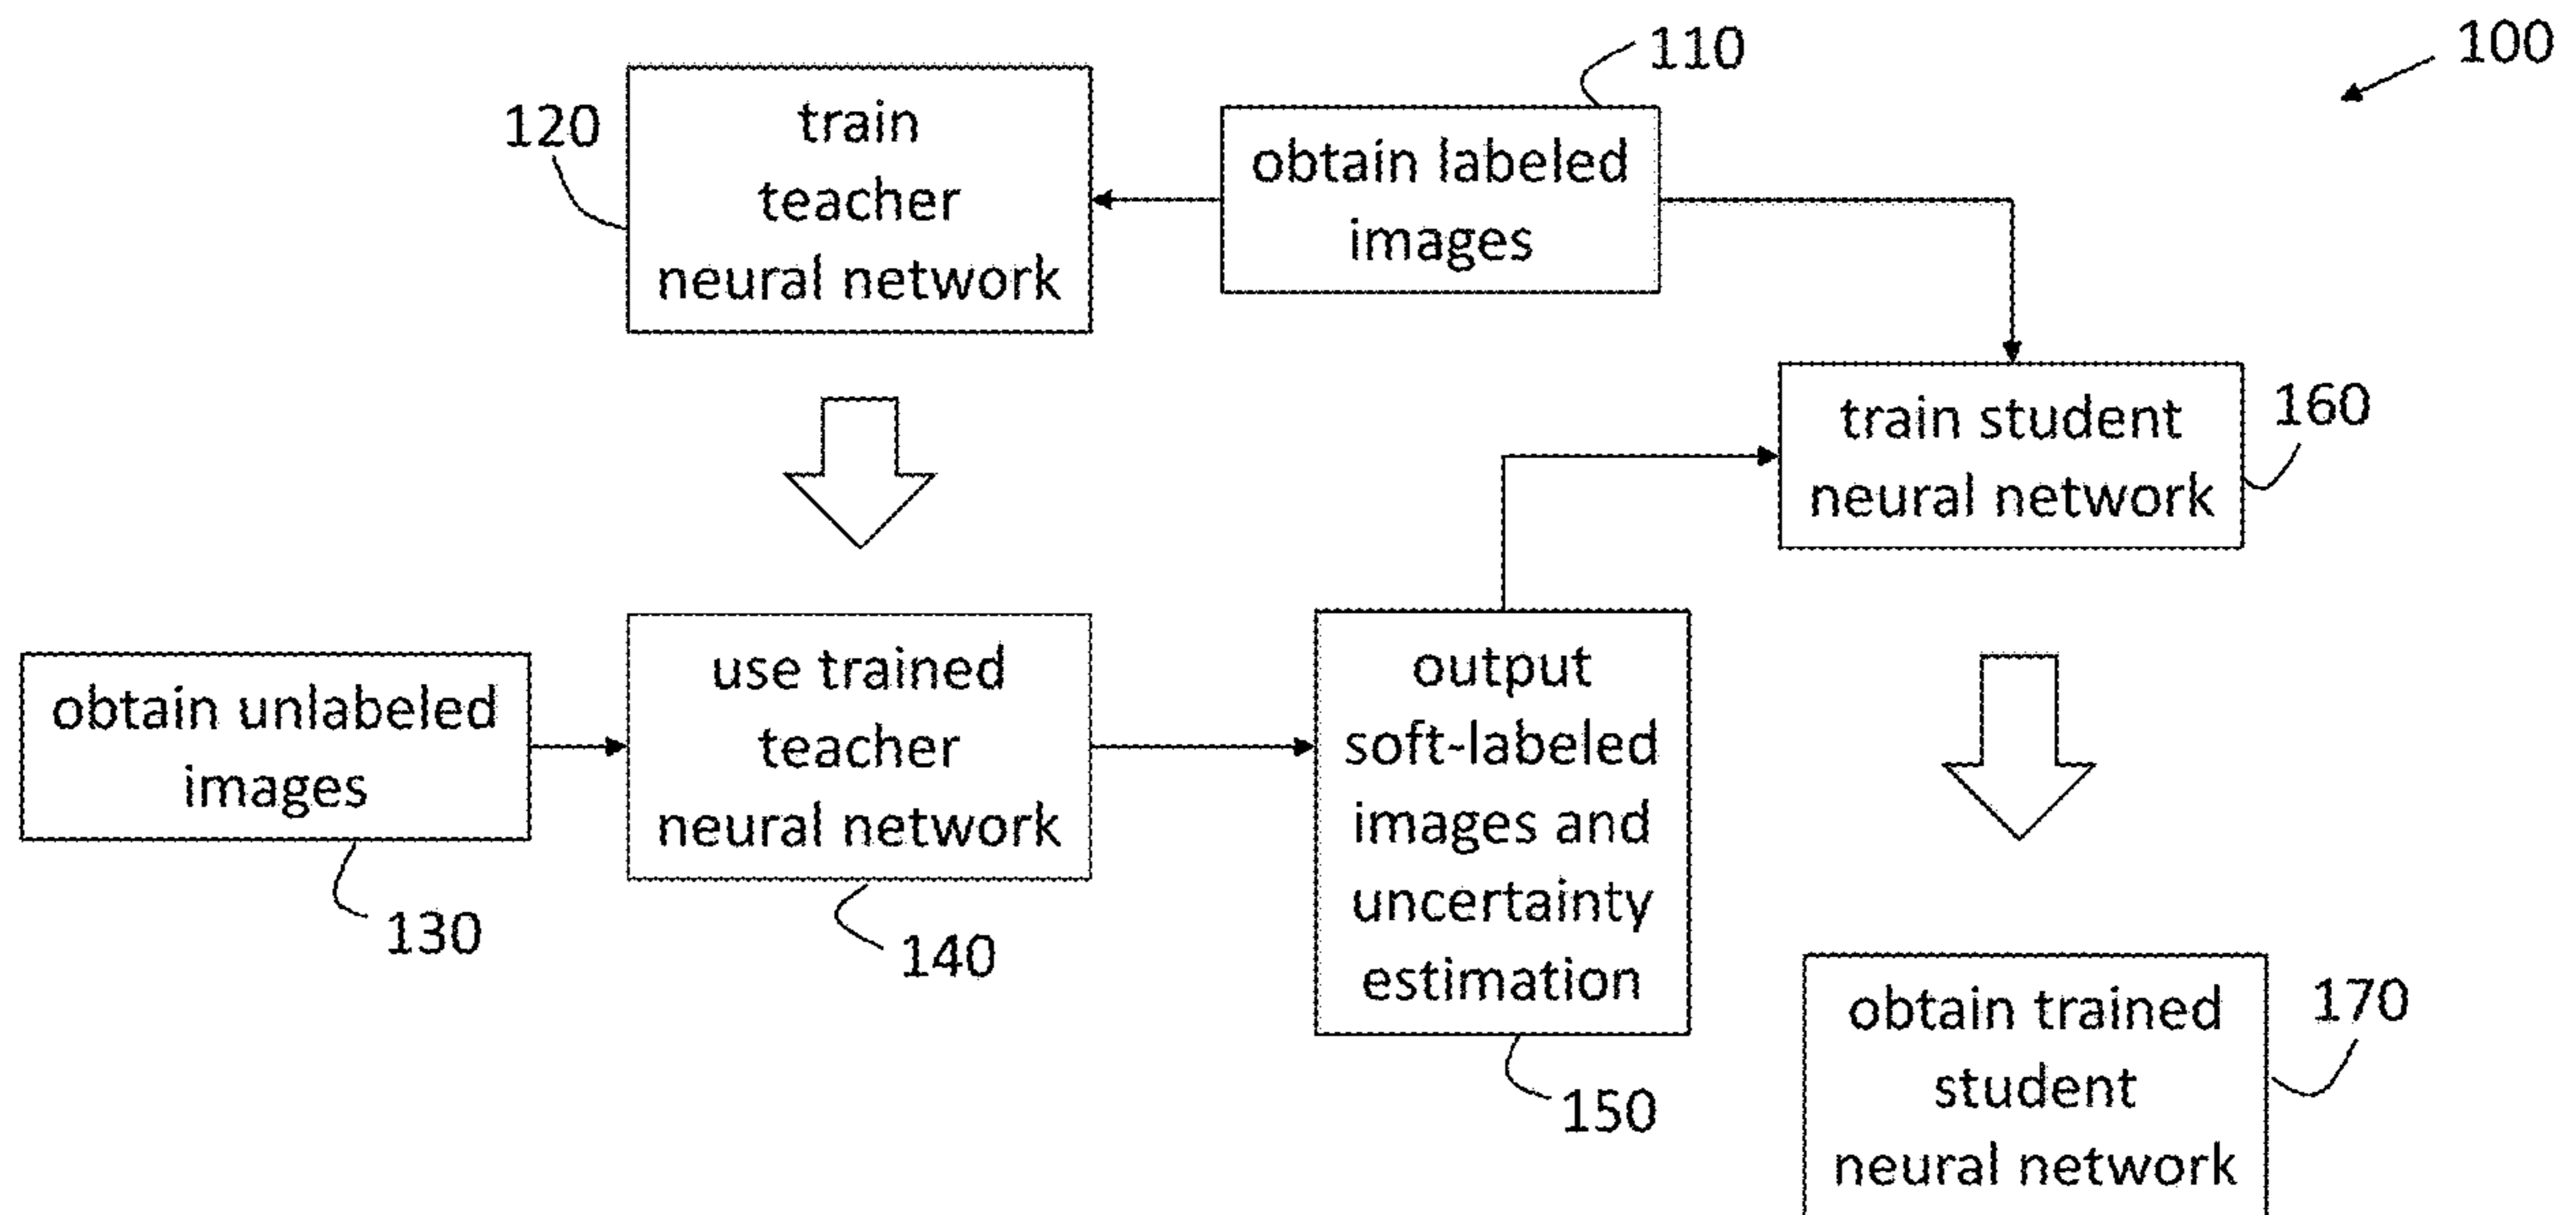 100
110
120
train
teacher
neural network
obtain labeled
images
160
train student
neural network
obtain unlabeled
images
130
use trained
teacher
neural network
140
output
soft-labeled
images and
uncertainty
estimation
150
obtain trained
student
neural network
170